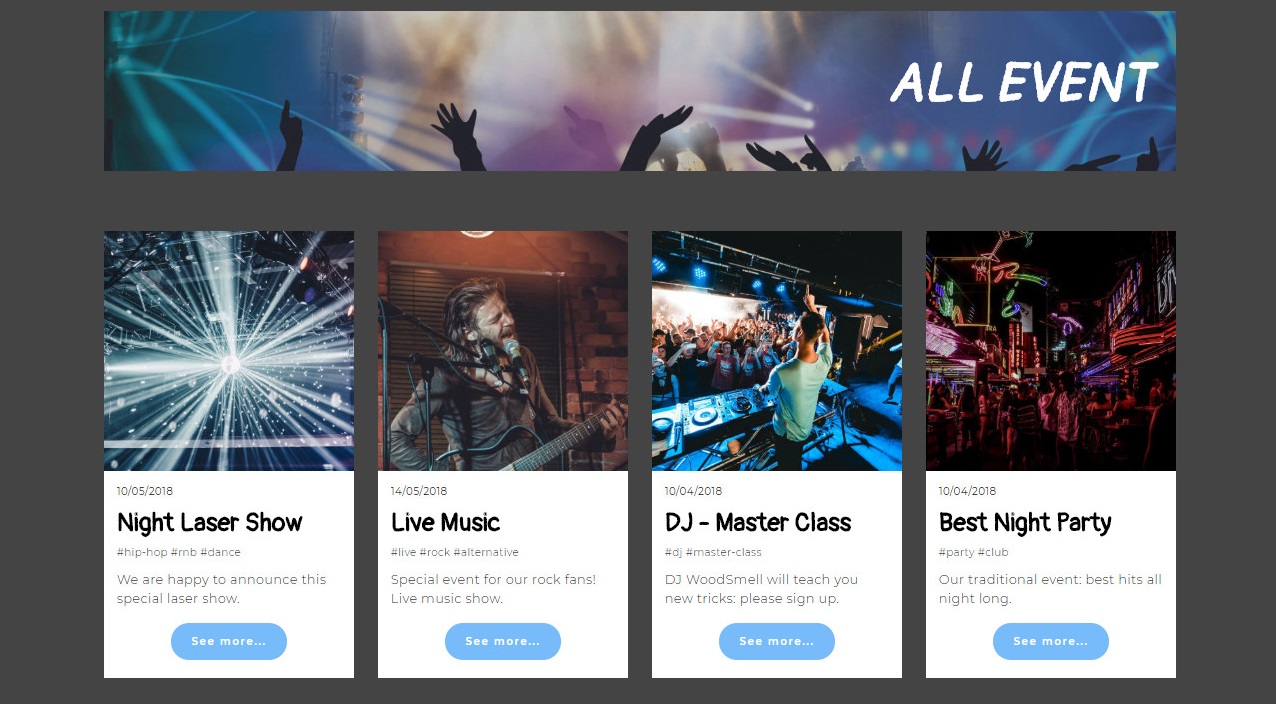 ALL EVENT
10/05/2018
Night Laser Show
#hip-hop #rnb #dance
We are happy to announce this
special laser show.
See more...
14/05/2018
Live Music
#live #rock #alternative
Special event for our rock fans!
Live music show.
See more...
10/04/2018
DJ - Master Class
#dj #master-class
DJ WoodSmell will teach you
new tricks: please sign up.
See more...
10/04/2018
Best Night Party
#party #club
Our traditional event: best hits all
night long.
See more...